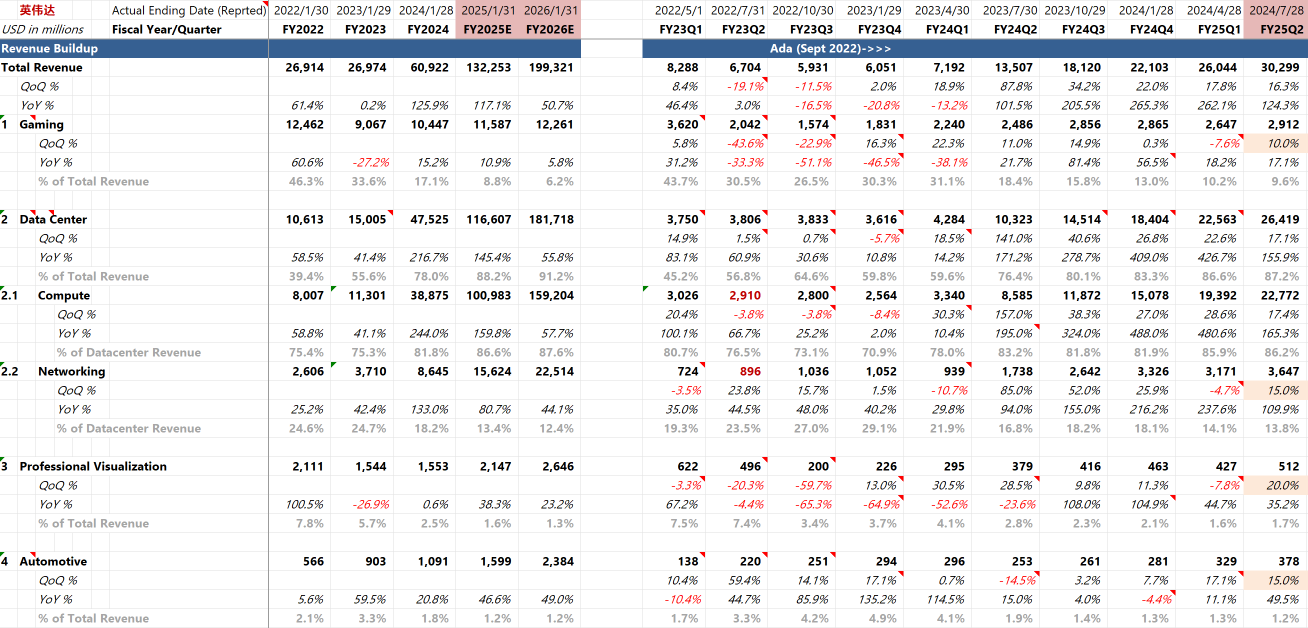 英伟达 Actual Ending Date (Reprted) 2022/1/30 2023/1/29 2024/1/28 2025/1/31 2026/1/31 2022/5/1 2022/7/31 2022/10/30 2023/1/29 2023/4/30 2023/7/30 2023/10/29 2024/1/28 2024/4/28 2024/7/28
USD in millions Fiscal Year/Quarter FY2022 FY2023 FY2024 FY2025E FY2026E FY23Q1 FY23Q2 FY23Q3 FY23Q4 FY24Q1 FY24Q2 FY24Q3 FY24Q4 FY25Q1 FY25Q2
Revenue Buildup Ada (Sept 2022)->>>
Total Revenue 26,914 26,974 60,922 132,253 199,321 8,288 6,704 5,931 6,051 7,192 13,507 18,120 22,103 26,044 30,299
QoQ % 8.4% -19.1% -11.5% 2.0% 18.9% 87.8% 34.2% 22.0% 17.8% 16.3%
YoY % 61.4% 0.2% 125.9% 117.1% 50.7% 46.4% 3.0% -16.5% -20.8% -13.2% 101.5% 205.5% 265.3% 262.1% 124.3%
1 Gaming 12,462 9,067 10,447 11,587 12,261 3,620 2,042 1,574 1,831 2,240 2,486 2,856 2,865 2,647 2,912
QoQ % 5.8% -43.6% -22.9% 16.3% 22.3% 11.0% 14.9% 0.3% -7.6% 10.0%
YoY % 60.6% -27.2% 15.2% 10.9% 5.8% 31.2% -33.3% -51.1% -46.5% -38.1% 21.7% 81.4% 56.5% 18.2% 17.1%
% of Total Revenue 46.3% 33.6% 17.1% 8.8% 6.2% 43.7% 30.5% 26.5% 30.3% 31.1% 18.4% 15.8% 13.0% 10.2% 9.6%
2 Data Center 10,613 15,005 47,525 116,607 181,718 3,750 3,806 3,833 3,616 4,284 10,323 14,514 18,404 22,563 26,419
QoQ % 14.9% 1.5% 0.7% -5.7% 18.5% 141.0% 40.6% 26.8% 22.6% 17.1%
YoY % 58.5% 41.4% 216.7% 145.4% 55.8% 83.1% 60.9% 30.6% 10.8% 14.2% 171.2% 278.7% 409.0% 426.7% 155.9%
% of Total Revenue 39.4% 55.6% 78.0% 88.2% 91.2% 45.2% 56.8% 64.6% 59.8% 59.6% 76.4% 80.1% 83.3% 86.6% 87.2%
2.1 Compute 8,007 11,301 38,875 100,983 159,204 3,026 2,910 2,800 2,564 3,340 8,585 11,872 15,078 19,392 22,772
QoQ % 20.4% -3.8% -3.8% -8.4% 30.3% 157.0% 38.3% 27.0% 28.6% 17.4%
YoY % 58.8% 41.1% 244.0% 159.8% 57.7% 100.1% 66.7% 25.2% 2.0% 10.4% 195.0% 324.0% 488.0% 480.6% 165.3%
% of Datacenter Revenue 75.4% 75.3% 81.8% 86.6% 87.6% 80.7% 76.5% 73.1% 70.9% 78.0% 83.2% 81.8% 81.9% 85.9% 86.2%
2.2 Networking 2,606 3,710 8,645 15,624 22,514 724 896 1,036 1,052 939 1,738 2,642 3,326 3,171 3,647
QoQ % -3.5% 23.8% 15.7% 1.5% -10.7% 85.0% 52.0% 25.9% -4.7% 15.0%
YoY % 25.2% 42.4% 133.0% 80.7% 44.1% 35.0% 44.5% 48.0% 40.2% 29.8% 94.0% 155.0% 216.2% 237.6% 109.9%
% of Datacenter Revenue 24.6% 24.7% 18.2% 13.4% 12.4% 19.3% 23.5% 27.0% 29.1% 21.9% 16.8% 18.2% 18.1% 14.1% 13.8%
3 Professional Visualization 2,111 1,544 1,553 2,147 2,646 622 496 200 226 295 379 416 463 427 512
QoQ % -3.3% -20.3% -59.7% 13.0% 30.5% 28.5% 9.8% 11.3% -7.8% 20.0%
YoY % 100.5% -26.9% 0.6% 38.3% 23.2% 67.2% -4.4% -65.3% -64.9% -52.6% -23.6% 108.0% 104.9% 44.7% 35.2%
% of Total Revenue 7.8% 5.7% 2.5% 1.6% 1.3% 7.5% 7.4% 3.4% 3.7% 4.1% 2.8% 2.3% 2.1% 1.6% 1.7%
4 Automotive 566 903 1,091 1,599 2,384 138 220 251 294 296 253 261 281 329 378
QoQ % 10.4% 59.4% 14.1% 17.1% 0.7% -14.5% 3.2% 7.7% 17.1% 15.0%
YoY % 5.6% 59.5% 20.8% 46.6% 49.0% -10.4% 44.7% 85.9% 135.2% 114.5% 15.0% 4.0% -4.4% 11.1% 49.5%
% of Total Revenue 2.1% 3.3% 1.8% 1.2% 1.2% 1.7% 3.3% 4.2% 4.9% 4.1% 1.9% 1.4% 1.3% 1.3% 1.2%